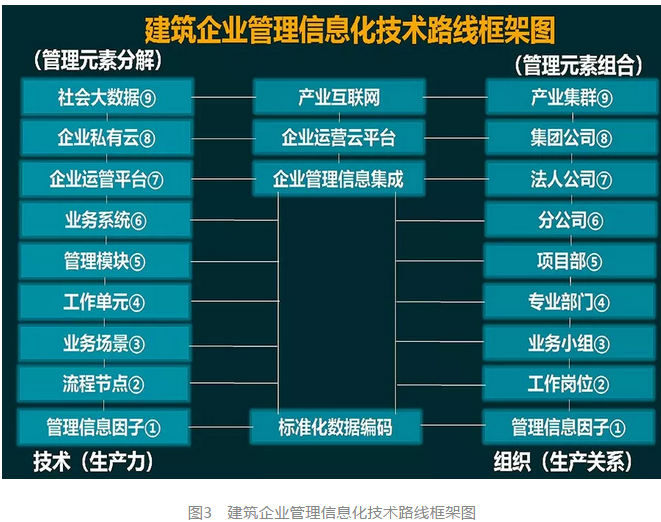 建筑企业管理信息化技术路线框架图
（管理元素分解）
（管理元素组合）
社会大数据⑨
产业互联网
产业集群⑨
企业私有云⑧
企业运营云平台
集团公司⑧
企业运管平台⑦
企业管理信息集成
法人公司⑦
业务系统⑥
分公司⑥
管理模块⑤
项目部⑤
工作单元④
专业部门④
业务场景③
业务小组③
流程节点②
工作岗位②
管理信息因子①
标准化数据编码
管理信息因子①
技术（生产力）
组织（生产关系）
图3 建筑企业管理信息化技术路线框架图